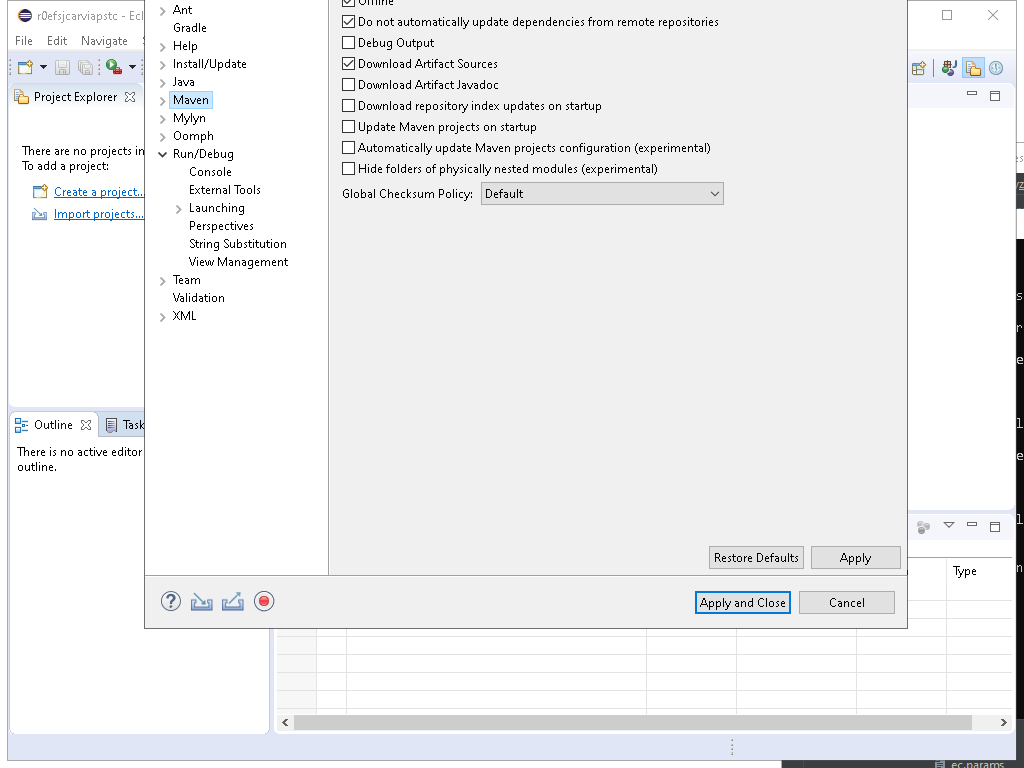 r0efsjcarviapstc - Ecl
File Edit Navigate
Project Explorer
There are no projects in
To add a project:
Create a project...
Import projects...
Outline
Task
There is no active editor
outline.
Ant
Gradle
Help
Install/Update
Java
Maven
Mylyn
Oomph
Run/Debug
Console
External Tools
Launching
Perspectives
String Substitution
View Management
Team
Validation
XML
Offline
Do not automatically update dependencies from remote repositories
Debug Output
Download Artifact Sources
Download Artifact Javadoc
Download repository index updates on startup
Update Maven projects on startup
Automatically update Maven projects configuration (experimental)
Hide folders of physically nested modules (experimental)
Global Checksum Policy: Default
Restore Defaults Apply
Apply and Close Cancel
Type
ec.params